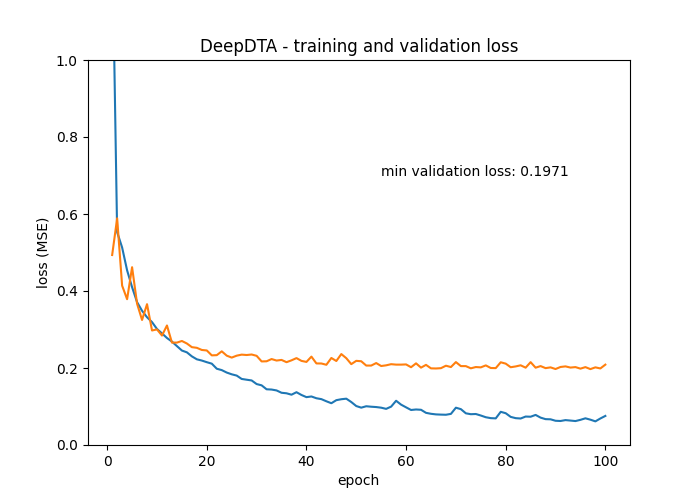 DeepDTA - training and validation loss
1.0
0.8
min validation loss: 0.1971
0.6
loss (MSE)
0.4
0.2
0.0
0 20 40 60 80 100
epoch